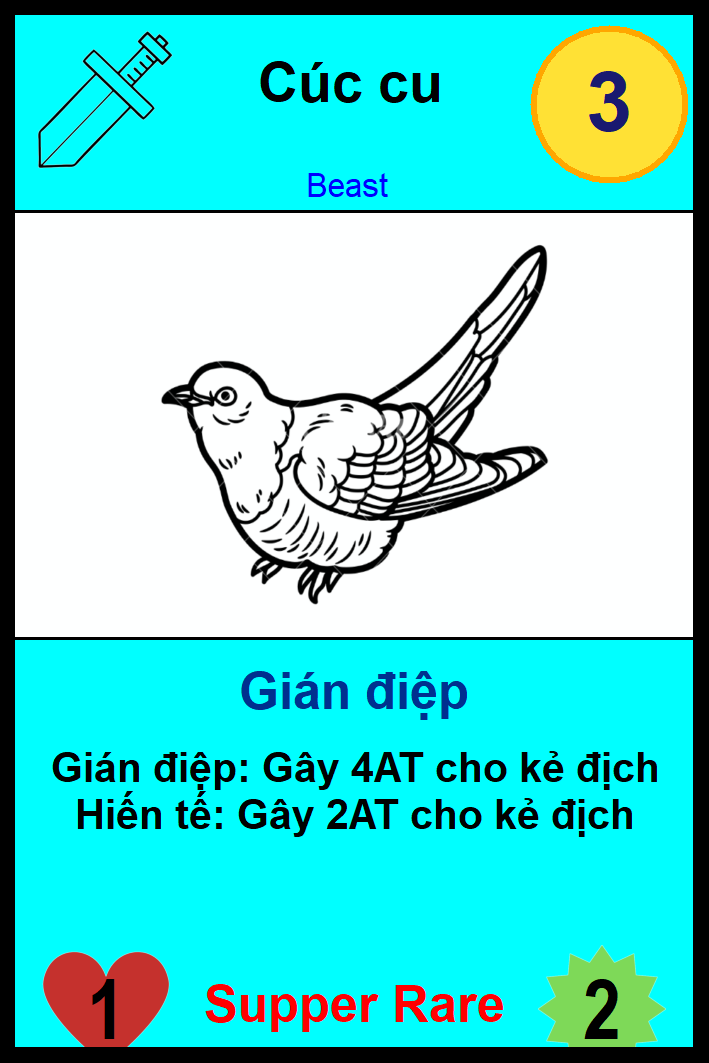 Cúc cu
3
Beast
Gián điệp
Gián điệp: Gây 4AT cho kẻ địch
Hiến tế: Gây 2AT cho kẻ địch
1
Supper Rare
2